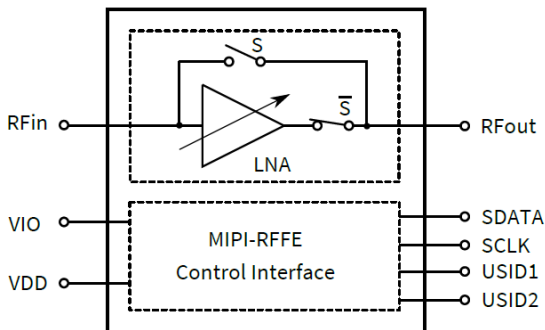 S
RFin
S̅
RFout
LNA
VIO
MIPI-RFFE
Control Interface
VDD
SDATA
SCLK
USID1
USID2